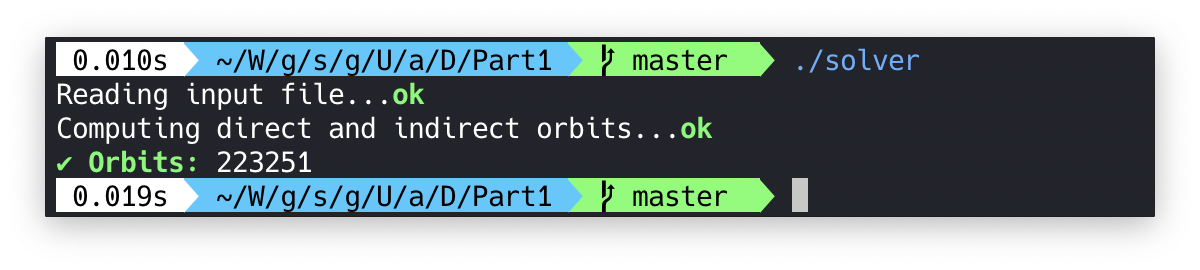 0.010s ~/W/g/s/g/U/a/D/Part1 master ./solver
Reading input file...ok
Computing direct and indirect orbits...ok
✔ Orbits: 223251
0.019s ~/W/g/s/g/U/a/D/Part1 master